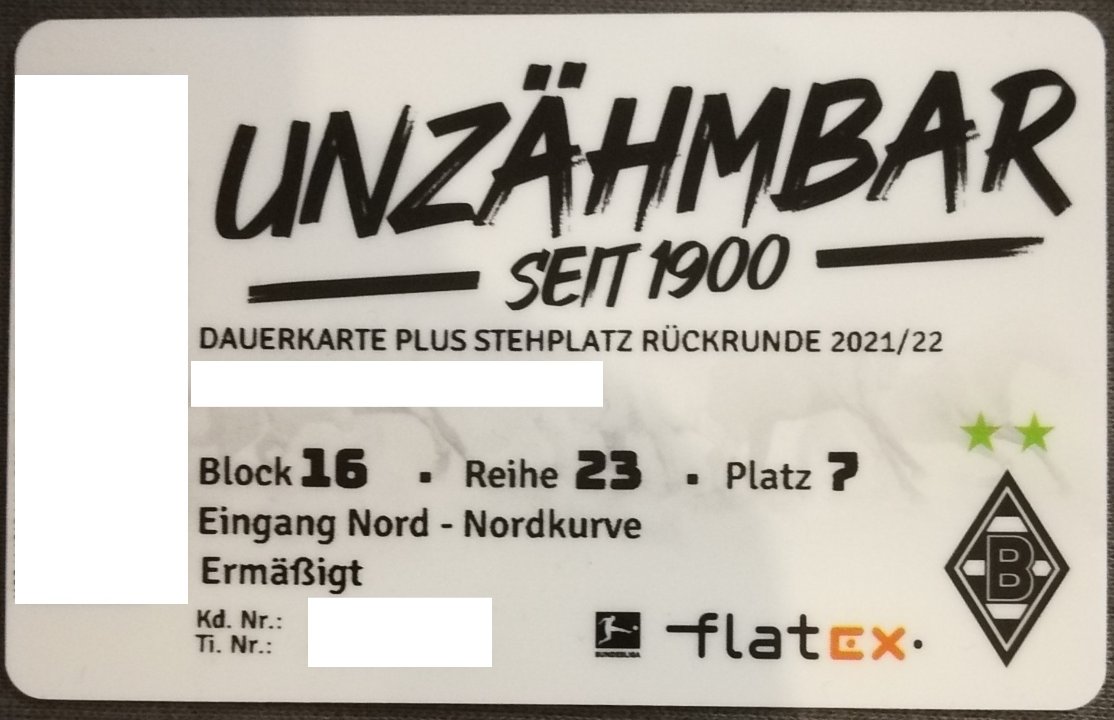 UNZÄHMBAR
SEIT 1900
DAUERKARTE PLUS STEHPLATZ RÜCKRUNDE 2021/22
Block 16 . Reihe 23 . Platz 7
Eingang Nord - Nordkurve
Ermäßigt
Kd. Nr.:
Ti. Nr.:
BUNDESLIGA
flatex.
B